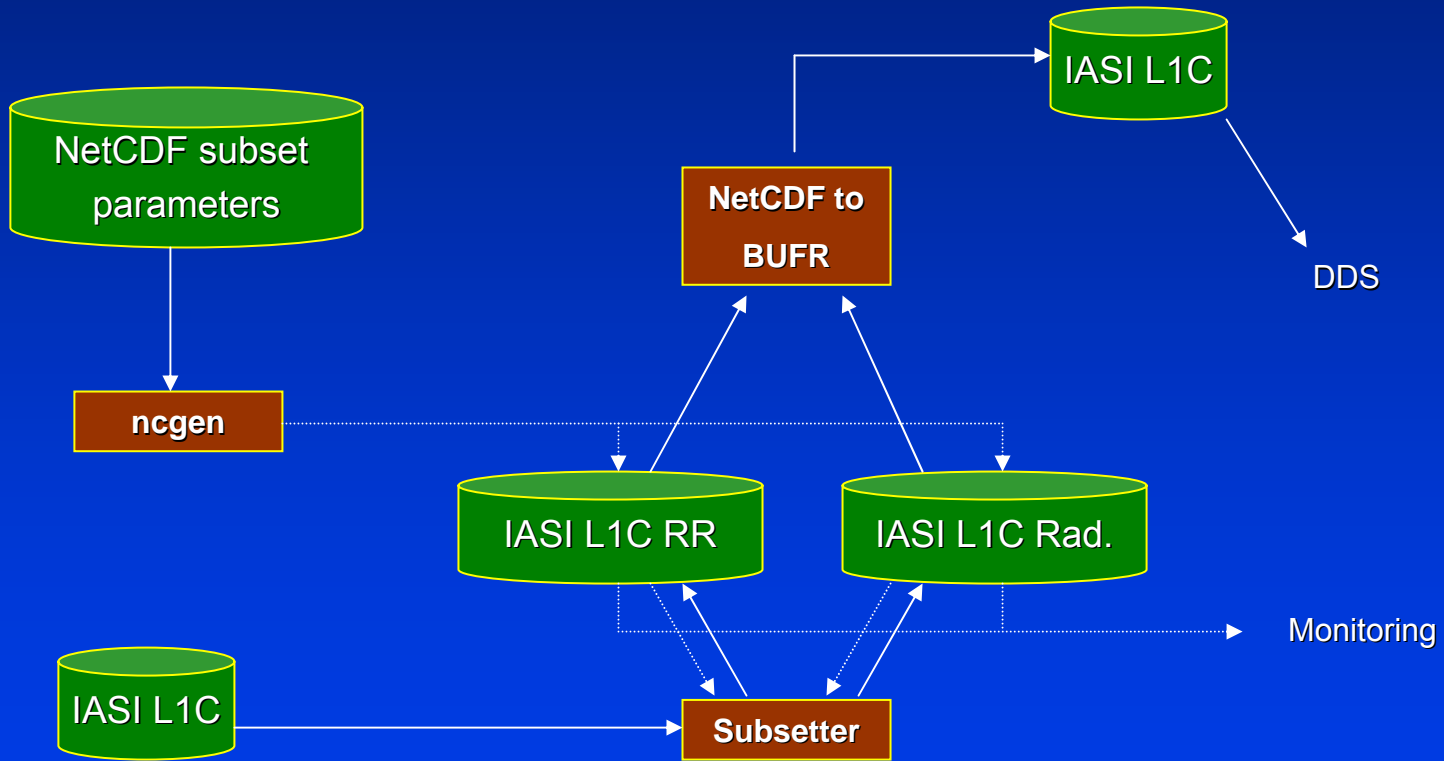 IASI L1C
NetCDF subset
parameters
NetCDF to
BUFR
DDS
ncgen
IASI L1C RR
IASI L1C Rad.
Monitoring
IASI L1C
Subsetter